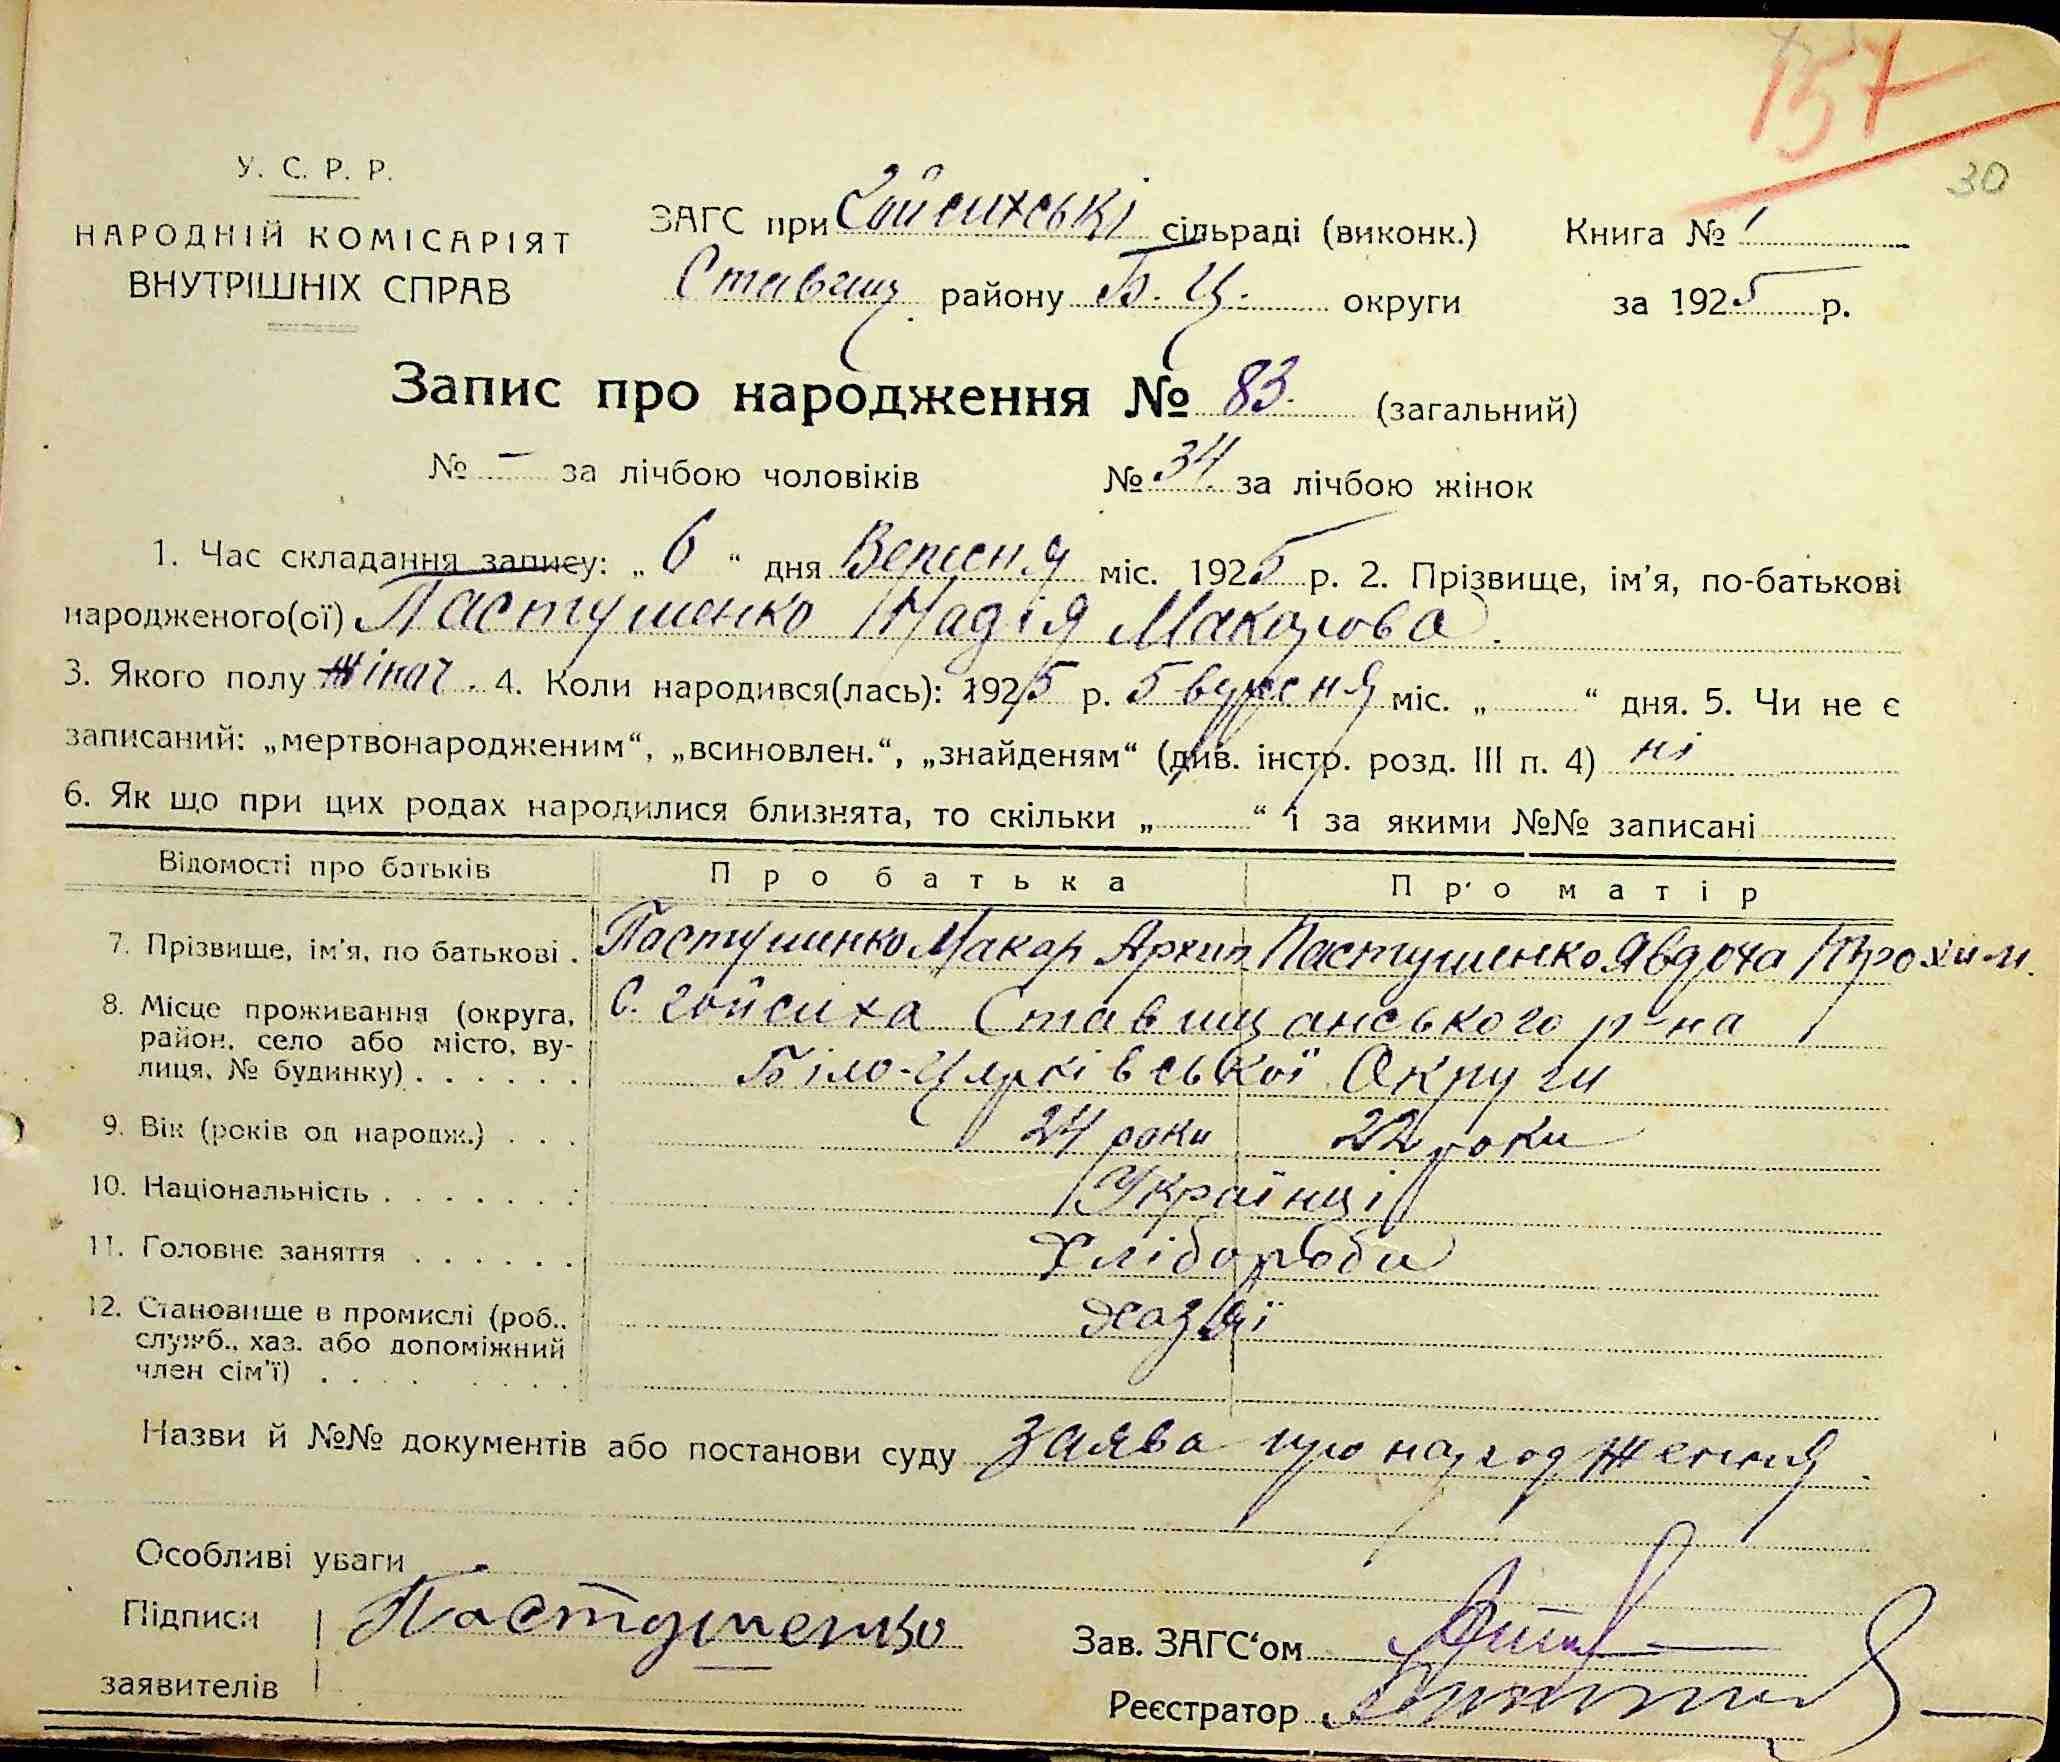 157
30
У. С. Р. Р.
НАРОДНІЙ КОМІСАРІЯТ
ВНУТРІШНІХ СПРАВ
ЗАГС при Гойсихські сільраді (виконк.) Книга № 1
Ставищ. району Б. Ц. округи за 1925 р.
Запис про народження № 83. (загальний)
№ – за лічбою чоловіків № 34. за лічбою жінок
1. Час складання запису: „ 6 “ дня Вересня міс. 1925 р. 2. Прізвище, ім'я, по-батькові
народженого(ої) Пастушенко Надія Макарова.
3. Якого полу жіноч. 4. Коли народився(лась): 1925 р. 5 вересня міс. „ “ дня. 5. Чи не є
записаний: „мертвонародженим“, „всиновлен.“, „знайденям“ (див. інстр. розд. III п. 4) ні
6. Як що при цих родах народилися близнята, то скільки „ “ і за якими №№ записані
Відомості про батьків Про батька Про матір
7. Прізвище, ім'я, по батькові . Пастушенко Макар Архип. Пастушенко Явдоха Трохим.
8. Місце проживання (округа, С. Гойсиха Ставищанського р-на
район, село або місто, ву-
лиця, № будинку) . . . . . . Біло-Церківської Округи
9. Вік (років од народж.) . . . 24 роки 22 роки
10. Національність . . . . . . . Українці
11. Головне заняття . . . . . . Хлібороби
12. Становище в промислі (роб., хазяї
служб., хаз. або допоміжний
член сім'ї) . . . . . . . .
Назви й №№ документів або постанови суду заява про народження.
Особливі уваги
Підписи Пастушенко Зав. ЗАГС‘ом
заявителів Реєстратор